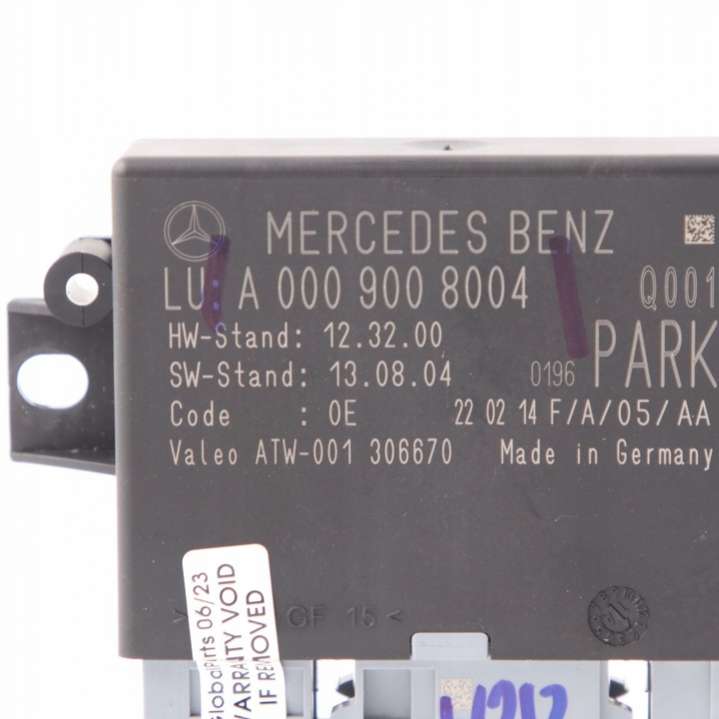 MERCEDES BENZ
LU: A 000 900 8004 Q001
HW-Stand: 12.32.00
SW-Stand: 13.08.04 0196 PARK
Code : 0E 22 02 14 F/A/05/AA
Valeo ATW-001 306670 Made in Germany
GF 15 <
GlobalPirts 06/23
WARRANTY VOID
IF REMOVED